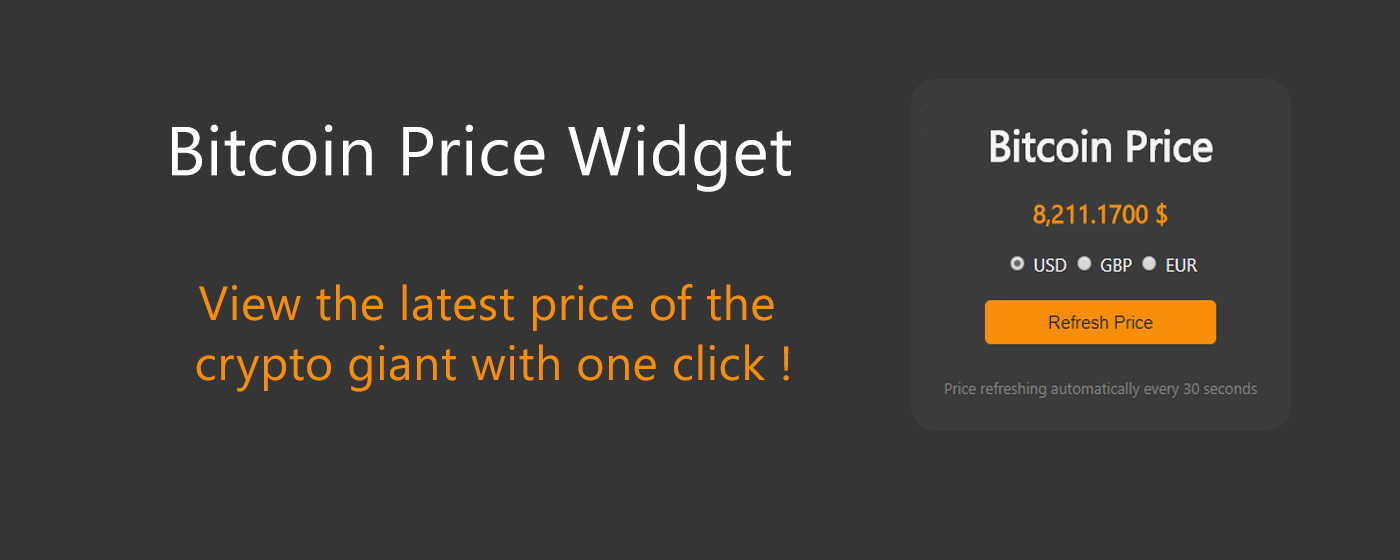 Bitcoin Price Widget
View the latest price of the
crypto giant with one click !
Bitcoin Price
8,211.1700 $
USD GBP EUR
Refresh Price
Price refreshing automatically every 30 seconds